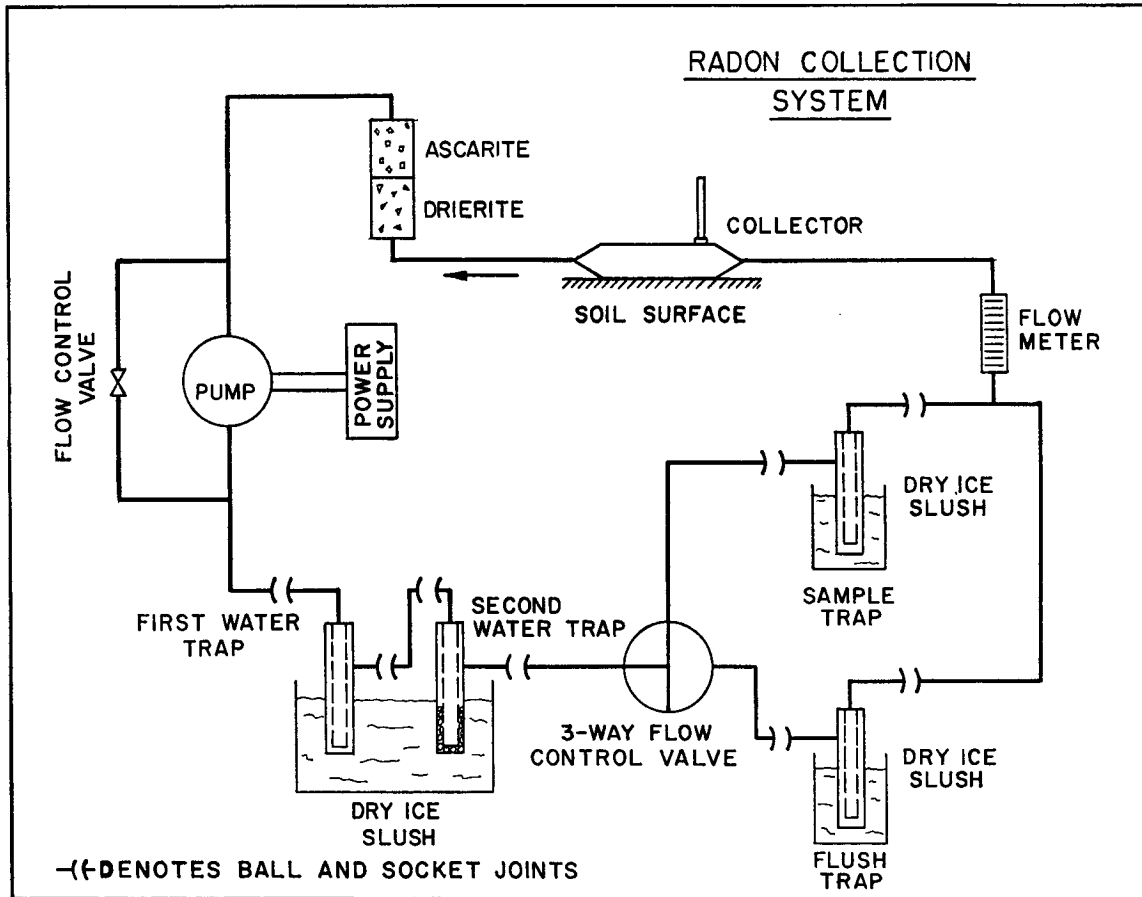 RADON COLLECTION
SYSTEM
ASCARITE
DRIERITE
COLLECTOR
SOIL SURFACE
FLOW
METER
FLOW CONTROL
VALVE
PUMP
POWER
SUPPLY
DRY ICE
SLUSH
SAMPLE
TRAP
FIRST WATER
TRAP
SECOND
WATER TRAP
3-WAY FLOW
CONTROL VALVE
DRY ICE
SLUSH
DRY ICE
SLUSH
FLUSH
TRAP
DENOTES BALL AND SOCKET JOINTS